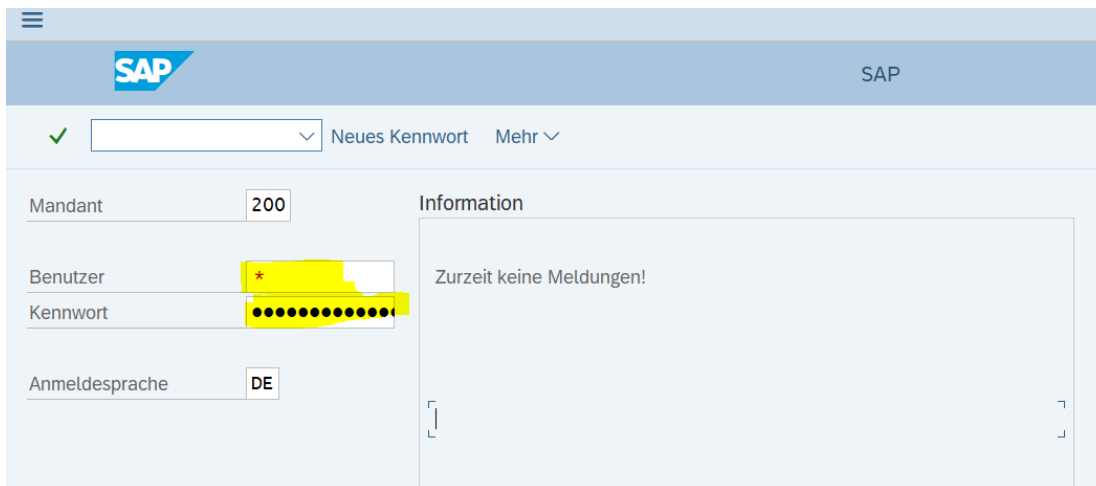 SAP
SAP
Neues Kennwort Mehr
Mandant 200
Information
Benutzer *
Zurzeit keine Meldungen!
Kennwort ●●●●●●●●●●●●●
Anmeldesprache DE